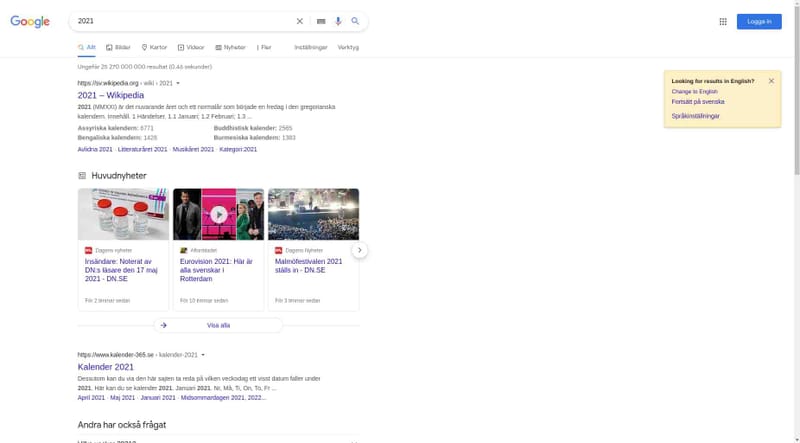 Google
2021
Logga in
Allt
Bilder
Kartor
Videor
Nyheter
Fler
Inställningar
Verktyg
Ungefär 25 270 000 000 resultat (0,44 sekunder)
https://sv.wikipedia.org › wiki › 2021
2021 – Wikipedia
2021 (MMXXI) är det nuvarande året och ett normalår som började en fredag i den gregorianska
kalendern. Innehåll. 1 Händelser. 1.1 Januari; 1.2 Februari; 1.3 ...
Assyriska kalendern: 6771
Buddhistisk kalender: 2565
Bengaliska kalendern: 1428
Burmesiska kalendern: 1383
Avlidna 2021 · Litteraturåret 2021 · Musikåret 2021 · Kategori:2021
Looking for results in English?
Change to English
Fortsätt på svenska
Språkinställningar
Huvudnyheter
Dagens nyheter
Insändare: Noterat av
DN:s läsare den 17 maj
2021 - DN.SE
För 2 timmar sedan
Aftonbladet
Eurovision 2021: Här är
alla svenskar i
Rotterdam
För 10 timmar sedan
Dagens Nyheter
Malmöfestivalen 2021
ställs in - DN.SE
För 3 timmar sedan
Visa alla
https://www.kalender-365.se › kalender-2021
Kalender 2021
Dessutom kan du via den här sajten ta reda på vilken veckodag ett visst datum faller under
2021. Här kan du se kalender 2021. Januari 2021. Nr, Må, Ti, On, To, Fr ...
April 2021 · Maj 2021 · Januari 2021 · Midsommardagen 2021, 2022...
Andra har också frågat